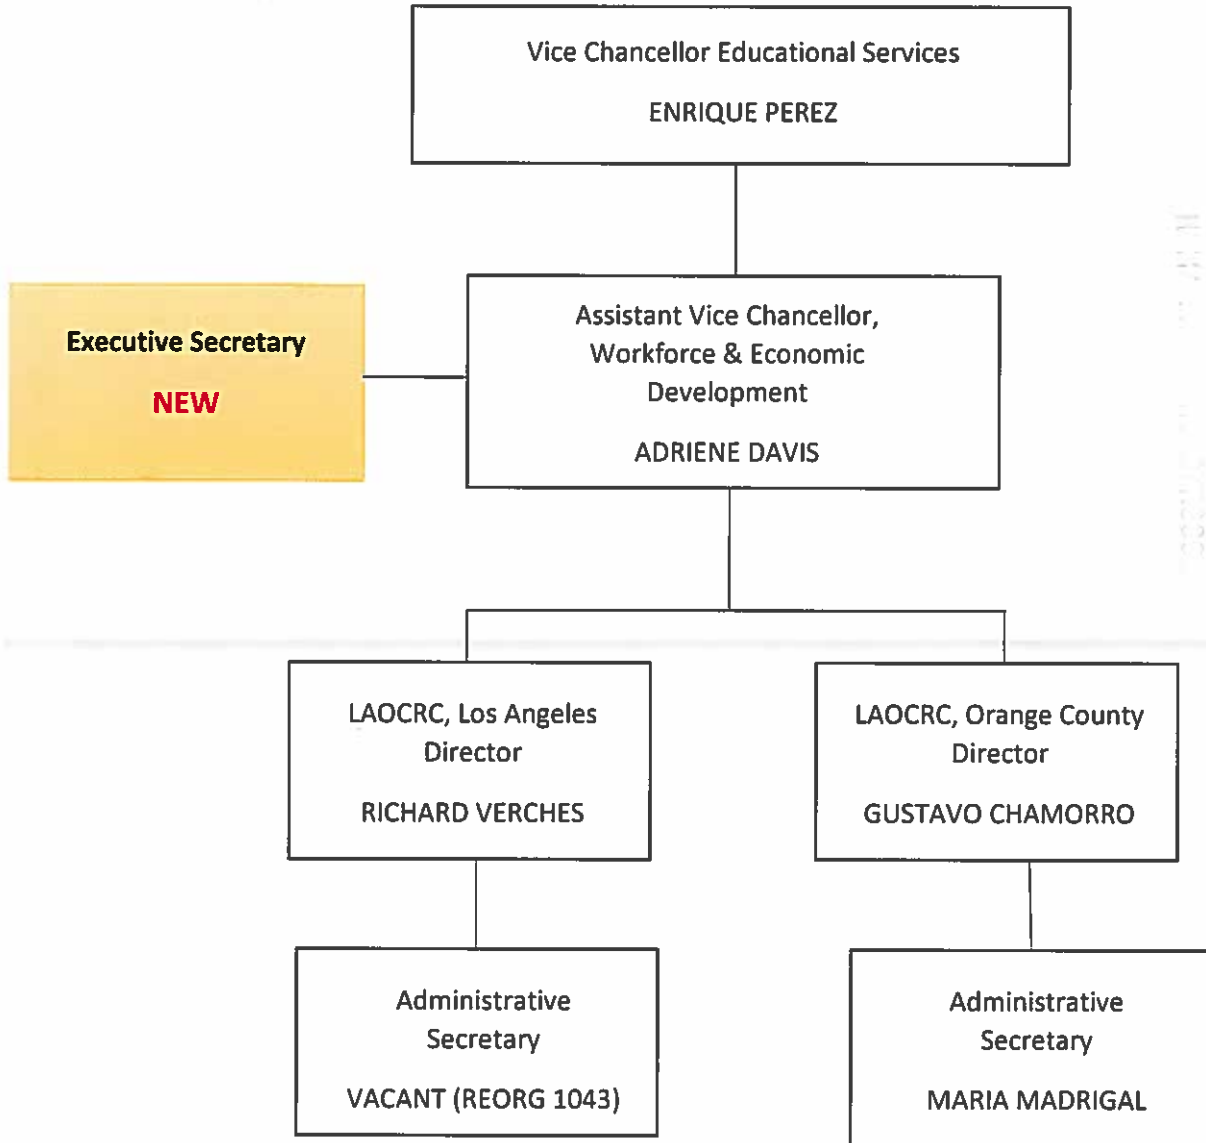 Vice Chancellor Educational Services
ENRIQUE PEREZ
Executive Secretary
NEW
Assistant Vice Chancellor,
Workforce & Economic
Development
ADRIENE DAVIS
LAOCRC, Los Angeles
Director
RICHARD VERCHES
LAOCRC, Orange County
Director
GUSTAVO CHAMORRO
Administrative
Secretary
VACANT (REORG 1043)
Administrative
Secretary
MARIA MADRIGAL